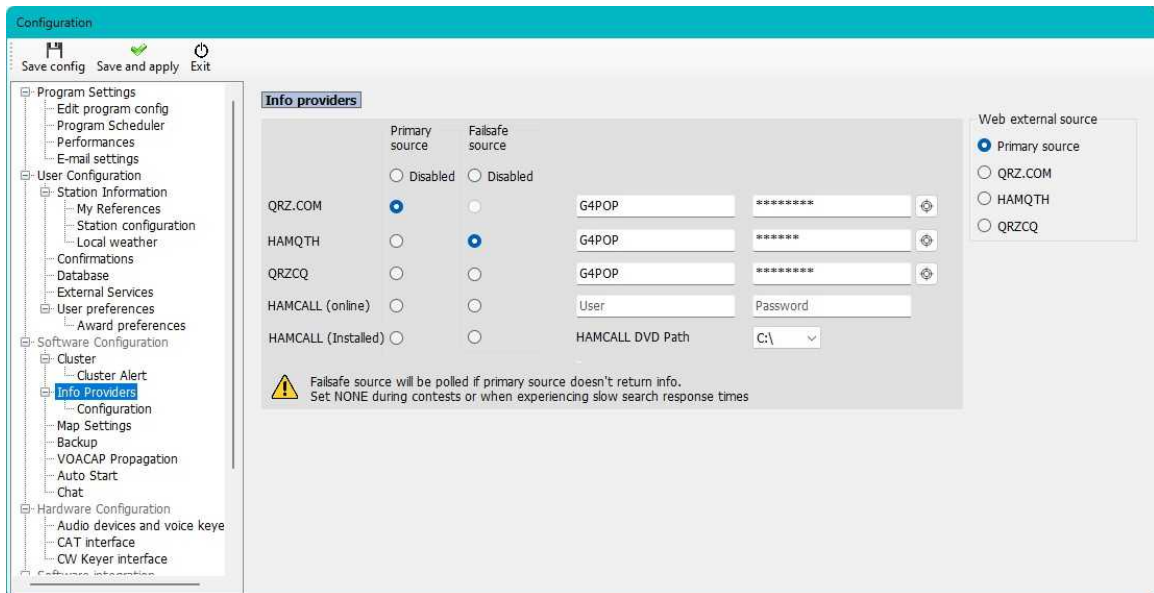 Configuration
Save config Save and apply Exit
Program Settings
Edit program config
Program Scheduler
Performances
E-mail settings
User Configuration
Station Information
My References
Station configuration
Local weather
Confirmations
Database
External Services
User preferences
Award preferences
Software Configuration
Cluster
Cluster Alert
Info Providers
Configuration
Map Settings
Backup
VOACAP Propagation
Auto Start
Chat
Hardware Configuration
Audio devices and voice keye
CAT interface
CW Keyer interface
Software integration
Info providers
Primary source
Failsafe source
Disabled Disabled
QRZ.COM G4POP ********
HAMQTH G4POP ******
QRZCQ G4POP ********
HAMCALL (online) User Password
HAMCALL (Installed) HAMCALL DVD Path C:\
Failsafe source will be polled if primary source doesn't return info.
Set NONE during contests or when experiencing slow search response times
Web external source
Primary source
QRZ.COM
HAMQTH
QRZCQ